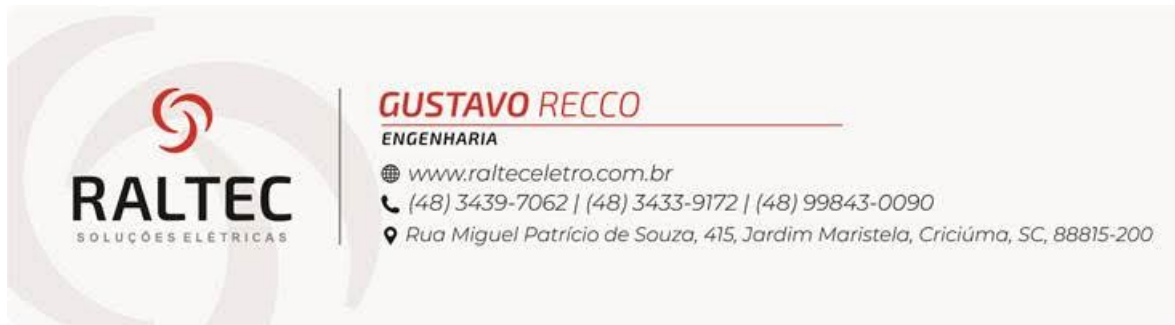 RALTEC
SOLUÇÕES ELÉTRICAS
GUSTAVO RECCO
ENGENHARIA
www.ralteceletro.com.br
(48) 3439-7062 | (48) 3433-9172 | (48) 99843-0090
Rua Miguel Patrício de Souza, 415, Jardim Maristela, Criciúma, SC, 88815-200